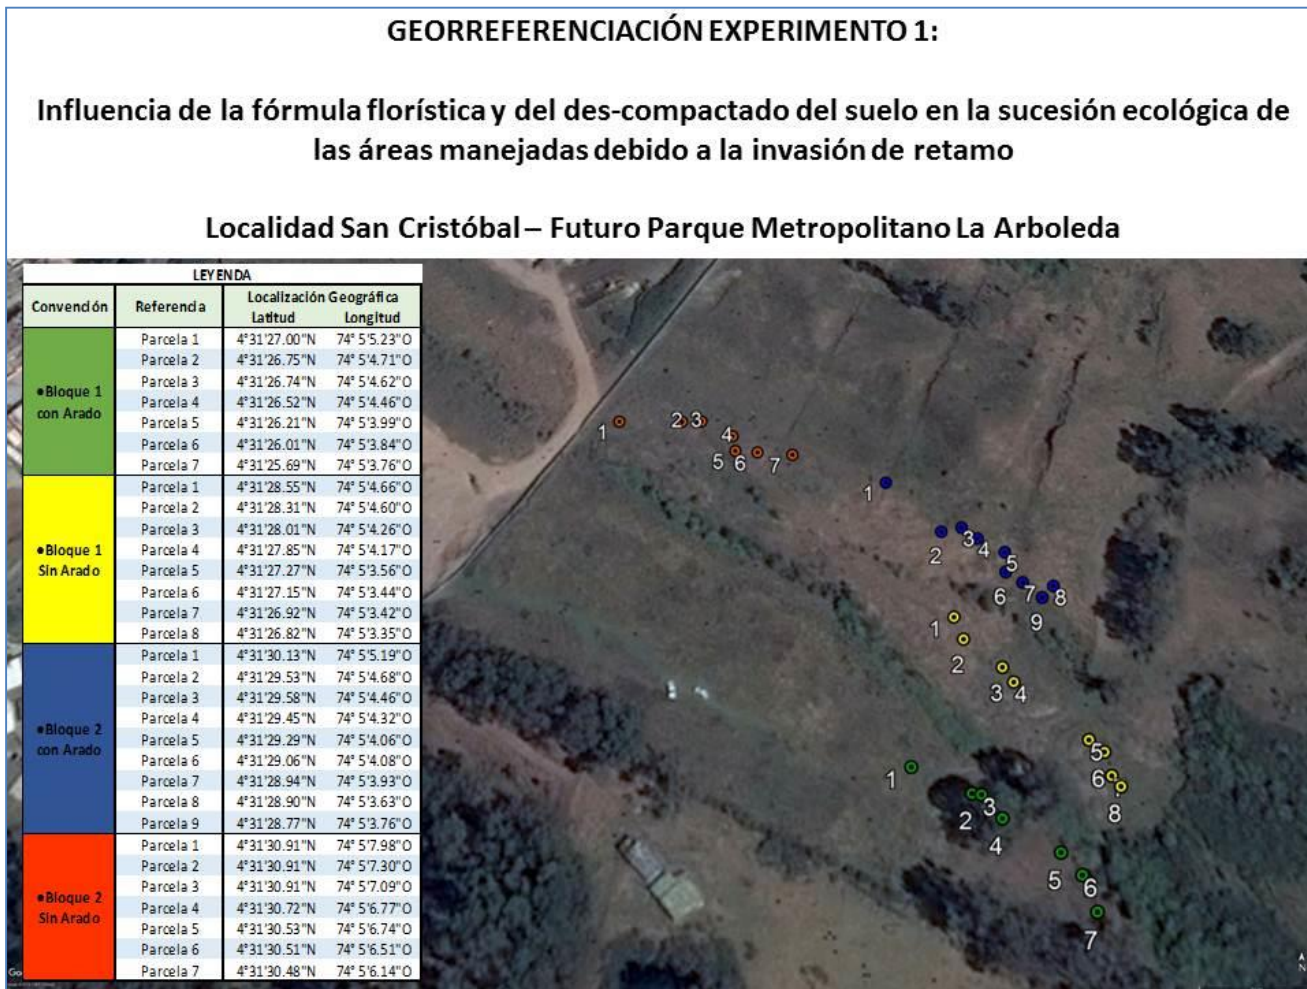 GEORREFERENCIACIÓN EXPERIMENTO 1:
Influencia de la fórmula florística y del des-compactado del suelo en la sucesión ecológica de
las áreas manejadas debido a la invasión de retamo
Localidad San Cristóbal – Futuro Parque Metropolitano La Arboleda
LEYENDA
Convención Referencia Localización Geográfica
Latitud Longitud
●Bloque 1
con Arado
Parcela 1 4°31'27.00"N 74° 5'5.23"O
Parcela 2 4°31'26.75"N 74° 5'4.71"O
Parcela 3 4°31'26.74"N 74° 5'4.62"O
Parcela 4 4°31'26.52"N 74° 5'4.46"O
Parcela 5 4°31'26.21"N 74° 5'3.99"O
Parcela 6 4°31'26.01"N 74° 5'3.84"O
Parcela 7 4°31'25.69"N 74° 5'3.76"O
●Bloque 1
Sin Arado
Parcela 1 4°31'28.55"N 74° 5'4.66"O
Parcela 2 4°31'28.31"N 74° 5'4.60"O
Parcela 3 4°31'28.01"N 74° 5'4.26"O
Parcela 4 4°31'27.85"N 74° 5'4.17"O
Parcela 5 4°31'27.27"N 74° 5'3.56"O
Parcela 6 4°31'27.15"N 74° 5'3.44"O
Parcela 7 4°31'26.92"N 74° 5'3.42"O
Parcela 8 4°31'26.82"N 74° 5'3.35"O
●Bloque 2
con Arado
Parcela 1 4°31'30.13"N 74° 5'5.19"O
Parcela 2 4°31'29.53"N 74° 5'4.68"O
Parcela 3 4°31'29.58"N 74° 5'4.46"O
Parcela 4 4°31'29.45"N 74° 5'4.32"O
Parcela 5 4°31'29.29"N 74° 5'4.06"O
Parcela 6 4°31'29.06"N 74° 5'4.08"O
Parcela 7 4°31'28.94"N 74° 5'3.93"O
Parcela 8 4°31'28.90"N 74° 5'3.63"O
Parcela 9 4°31'28.77"N 74° 5'3.76"O
●Bloque 2
Sin Arado
Parcela 1 4°31'30.91"N 74° 5'7.98"O
Parcela 2 4°31'30.91"N 74° 5'7.30"O
Parcela 3 4°31'30.91"N 74° 5'7.09"O
Parcela 4 4°31'30.72"N 74° 5'6.77"O
Parcela 5 4°31'30.53"N 74° 5'6.74"O
Parcela 6 4°31'30.51"N 74° 5'6.51"O
Parcela 7 4°31'30.48"N 74° 5'6.14"O
1 2 3 4
5 6 7
1
2 3 4 5
6 7 8
9
1
2
3 4
5
6
8
1
2 3
4
5 6
7
Go
N